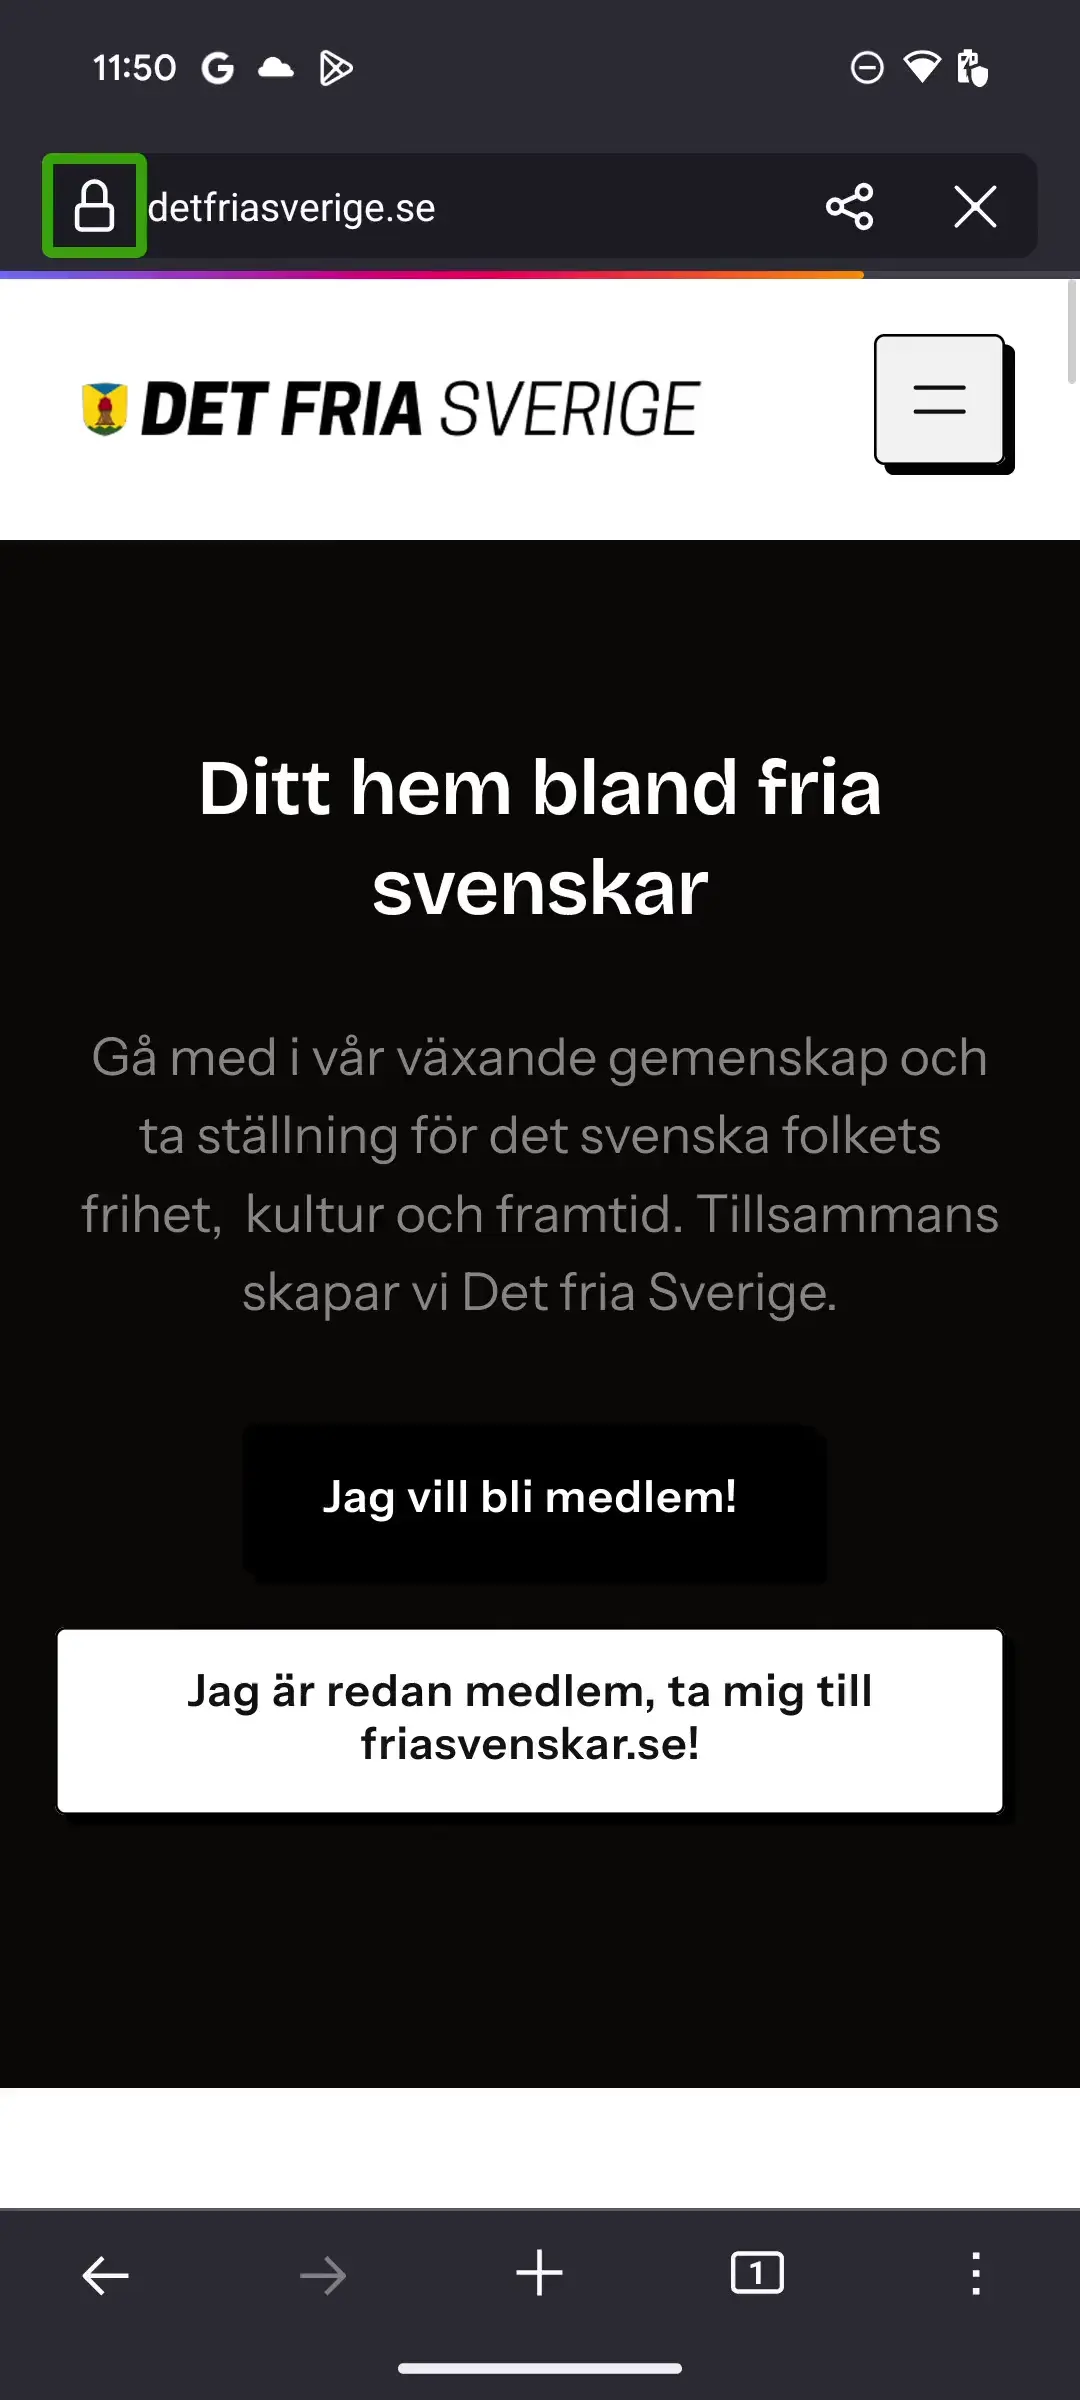 11:50
detfriasverige.se
DET FRIA SVERIGE
Ditt hem bland fria
svenskar
Gå med i vår växande gemenskap och
ta ställning för det svenska folkets
frihet,  kultur och framtid. Tillsammans
skapar vi Det fria Sverige.
Jag vill bli medlem!
Jag är redan medlem, ta mig till
friasvenskar.se!
1